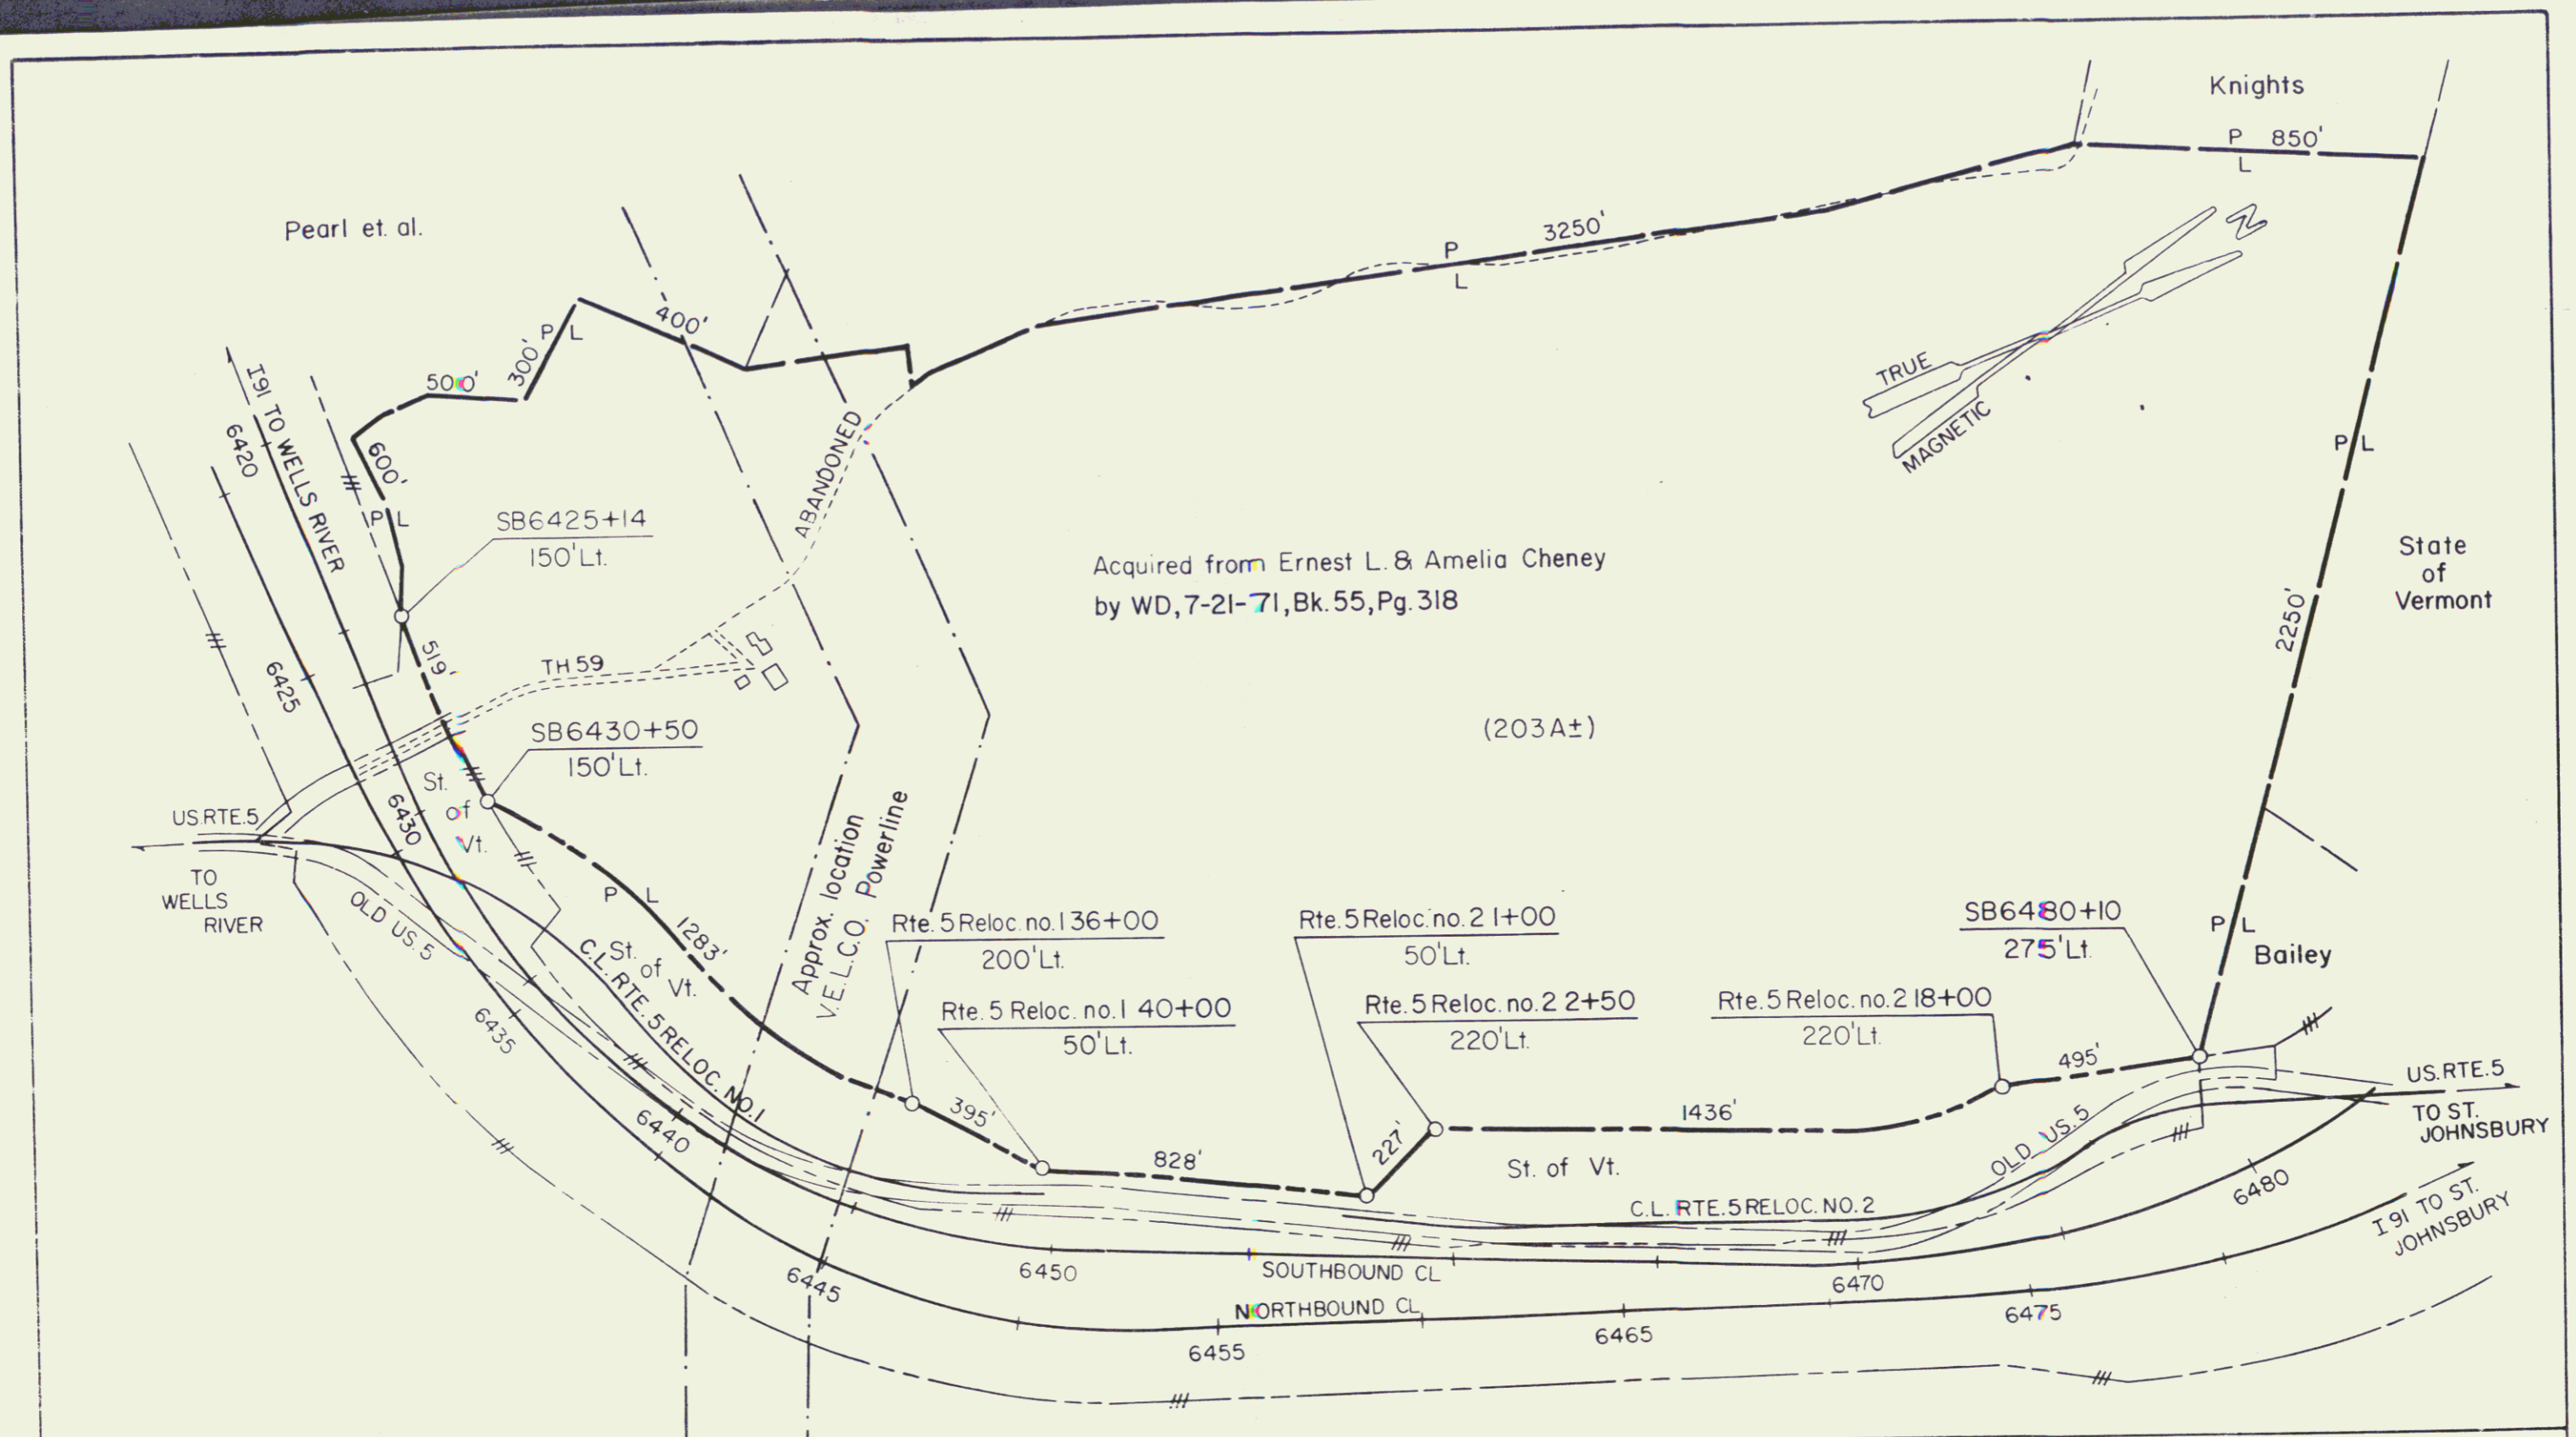 Knights
P 850'
L
Pearl et. al.
3250'
P
L
N
TRUE
MAGNETIC
400'
P L
300'
500'
600'
P L
I91 TO WELLS RIVER
6420
6425
6430
6435
6440
6445
ABANDONED
SB6425+14
150'Lt.
519'
TH 59
SB6430+50
150'Lt.
Acquired from Ernest L. & Amelia Cheney
by WD, 7-21-71, Bk. 55, Pg. 318
(203A±)
P L
2250'
State
of
Vermont
US.RTE.5
TO
WELLS
RIVER
OLD US.5
St.
of
Vt.
P L
1283'
St.
of
Vt.
C.L. RTE. 5 RELOC. NO.1
Approx. location
V.E.L.CO. Powerline
Rte. 5 Reloc. no.1 36+00
200'Lt.
Rte. 5 Reloc. no.1 40+00
50'Lt.
395'
828'
Rte. 5 Reloc. no.2 1+00
50'Lt.
Rte. 5 Reloc. no.2 2+50
220'Lt.
227'
1436'
St. of Vt.
Rte. 5 Reloc. no.2 18+00
220'Lt.
495'
SB6480+10
275'Lt.
P L
Bailey
OLD US.5
C.L. RTE. 5 RELOC. NO. 2
US.RTE.5
TO ST.
JOHNSBURY
I 91 TO ST.
JOHNSBURY
6450
SOUTHBOUND CL
6470
6480
NORTHBOUND CL
6455
6465
6475